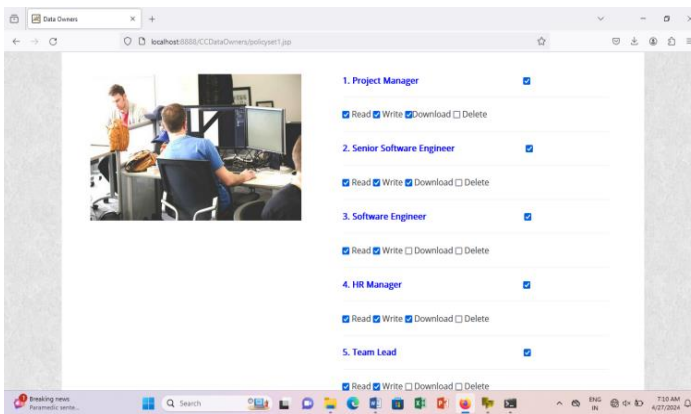 Data Owners
localhost:8888/CCDataOwners/policyset1.jsp
1. Project Manager
Read Write Download Delete
2. Senior Software Engineer
Read Write Download Delete
3. Software Engineer
Read Write Download Delete
4. HR Manager
Read Write Download Delete
5. Team Lead
Read Write Download Delete
Breaking news
Paramedic sente...
Search
ENG
IN
7:10 AM
4/27/2024